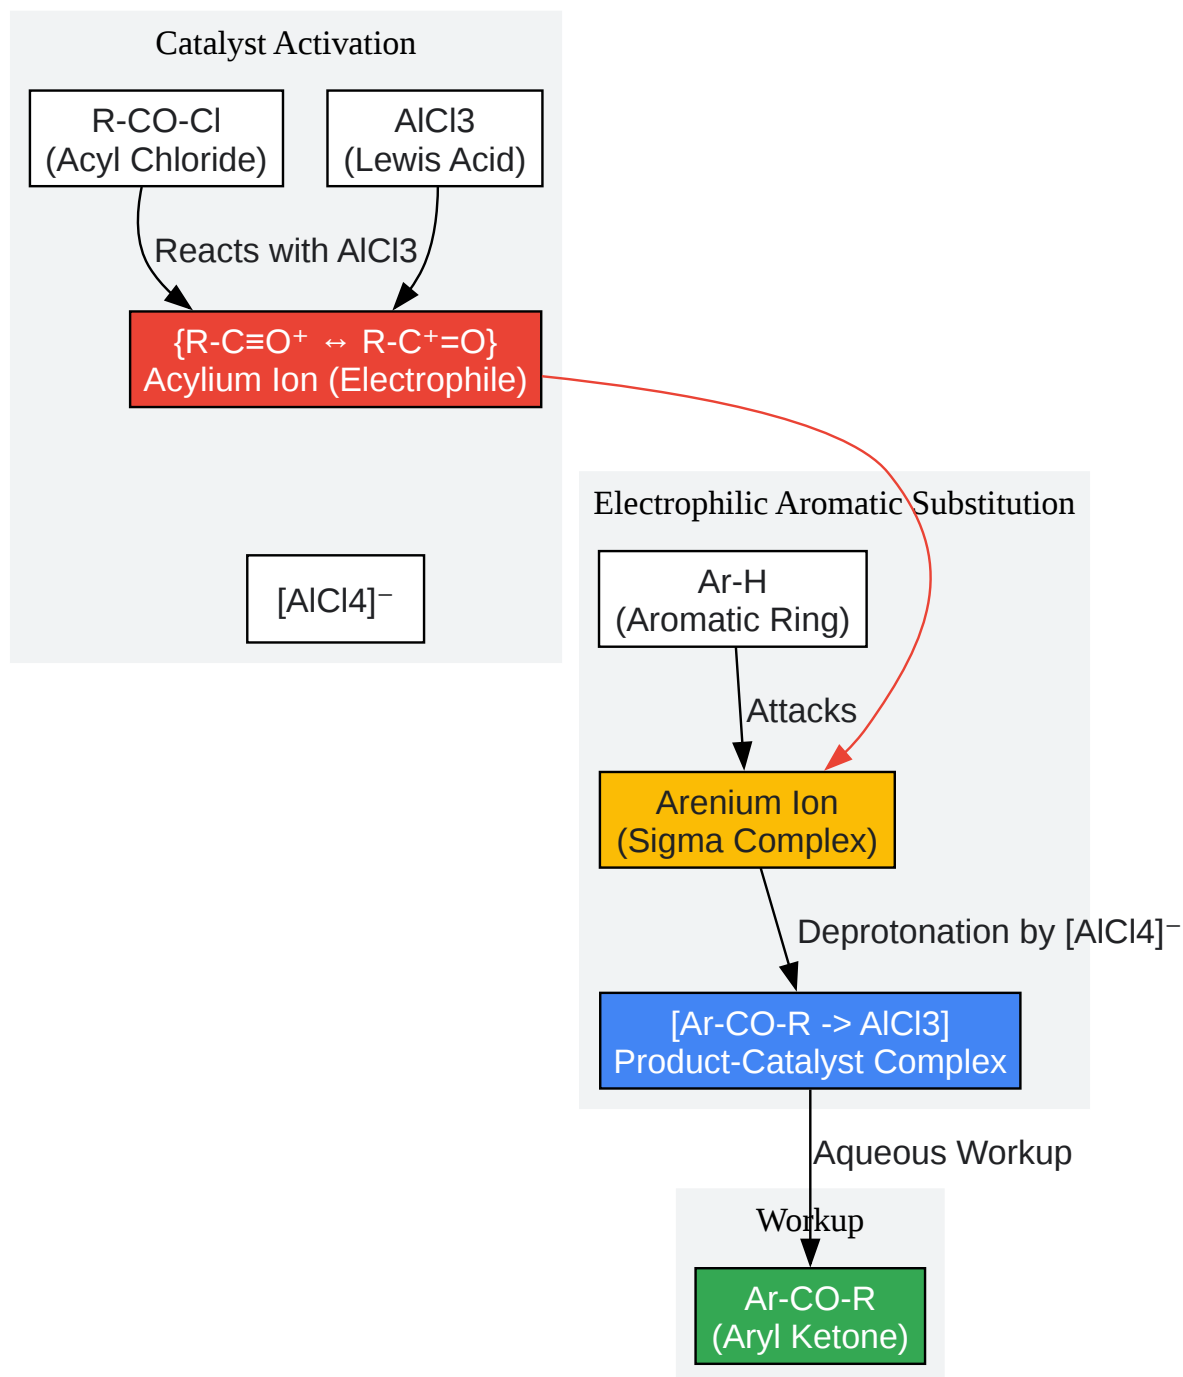 Catalyst Activation
R-CO-Cl
(Acyl Chloride)
AlCl3
(Lewis Acid)
Reacts with AlCl3
{R-C≡O⁺ ↔ R-C⁺=O}
Acylium Ion (Electrophile)
[AlCl4]⁻
Electrophilic Aromatic Substitution
Ar-H
(Aromatic Ring)
Attacks
Arenium Ion
(Sigma Complex)
Deprotonation by [AlCl4]⁻
[Ar-CO-R -> AlCl3]
Product-Catalyst Complex
Aqueous Workup
Workup
Ar-CO-R
(Aryl Ketone)